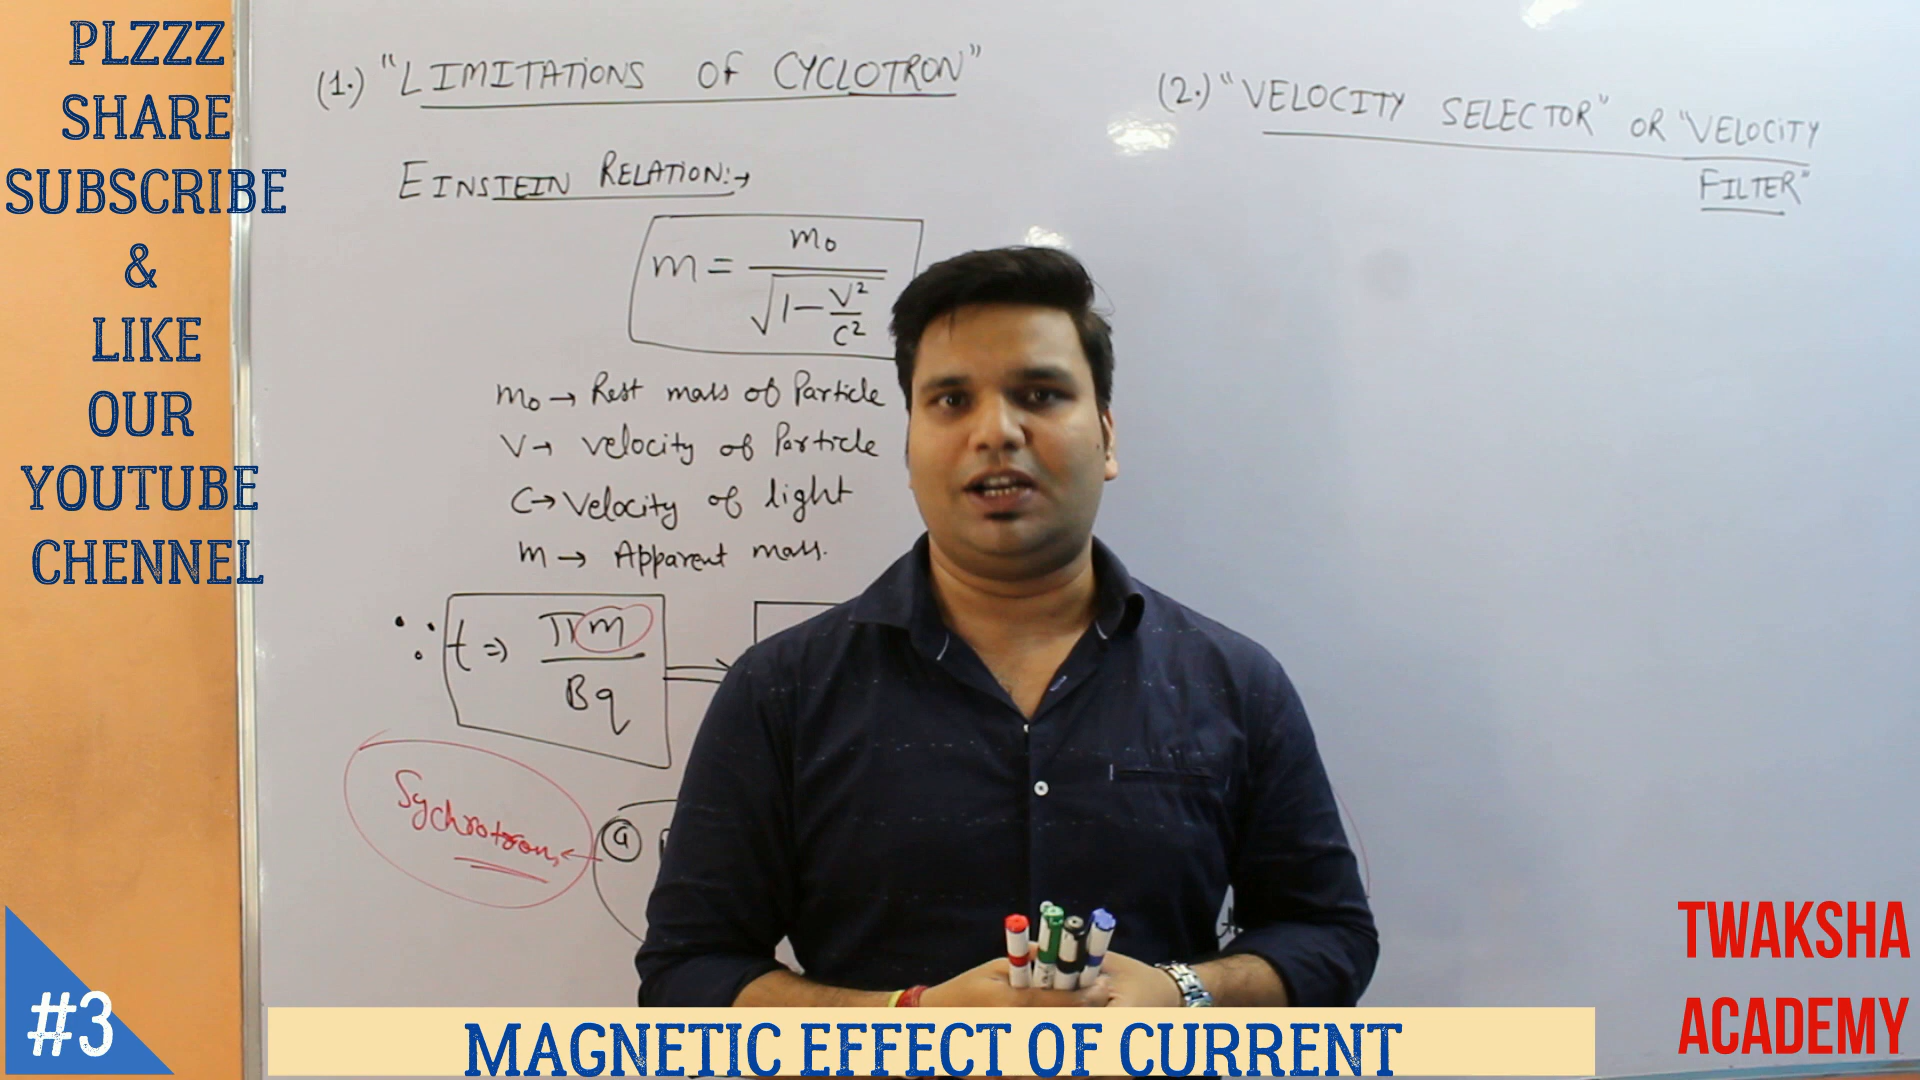 PLZZZ
SHARE
SUBSCRIBE
&
LIKE
OUR
YOUTUBE
CHENNEL
(1.) "LIMITATIONS OF CYCLOTRON"
EINSTEIN RELATION:→
m = m₀ / √(1 - V²/C²)
m₀ → Rest mass of Particle
V → velocity of Particle
C → Velocity of light
m → Apparent mass.
∵ t ⇒ πm / Bq
Sychrotron
(2.) "VELOCITY SELECTOR" OR "VELOCITY
FILTER"
#3
MAGNETIC EFFECT OF CURRENT
TWAKSHA
ACADEMY